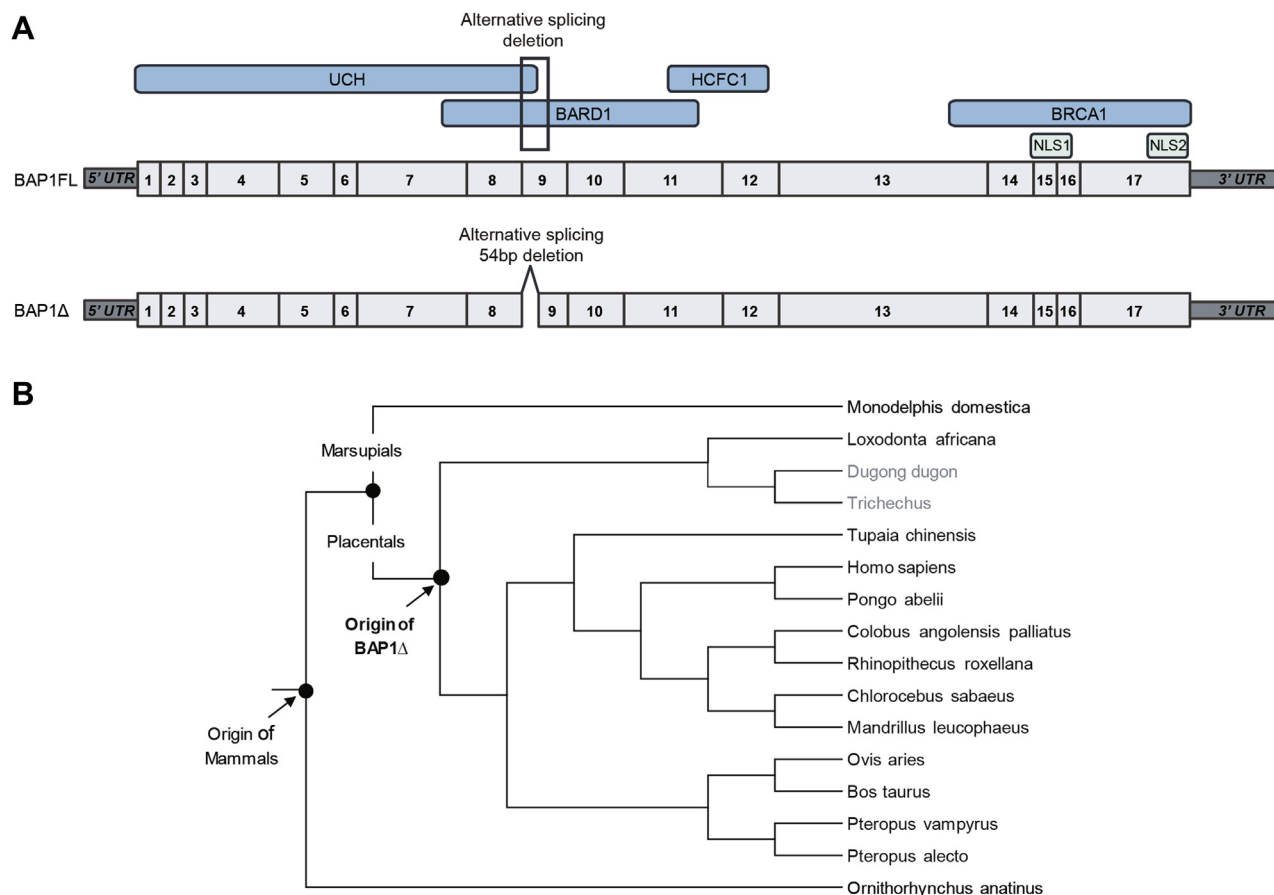 A
Alternative splicing
deletion
UCH
HCFC1
BARD1
BRCA1
NLS1
NLS2
BAP1FL
5' UTR 1 2 3 4 5 6 7 8 9 10 11 12 13 14 15 16 17 3' UTR
Alternative splicing
54bp deletion
BAP1Δ
5' UTR 1 2 3 4 5 6 7 8 9 10 11 12 13 14 15 16 17 3' UTR
B
Monodelphis domestica
Marsupials
Loxodonta africana
Dugong dugon
Trichechus
Placentals
Tupaia chinensis
Homo sapiens
Pongo abelii
Origin of
BAP1Δ
Colobus angolensis palliatus
Rhinopithecus roxellana
Chlorocebus sabaeus
Mandrillus leucophaeus
Origin of
Mammals
Ovis aries
Bos taurus
Pteropus vampyrus
Pteropus alecto
Ornithorhynchus anatinus